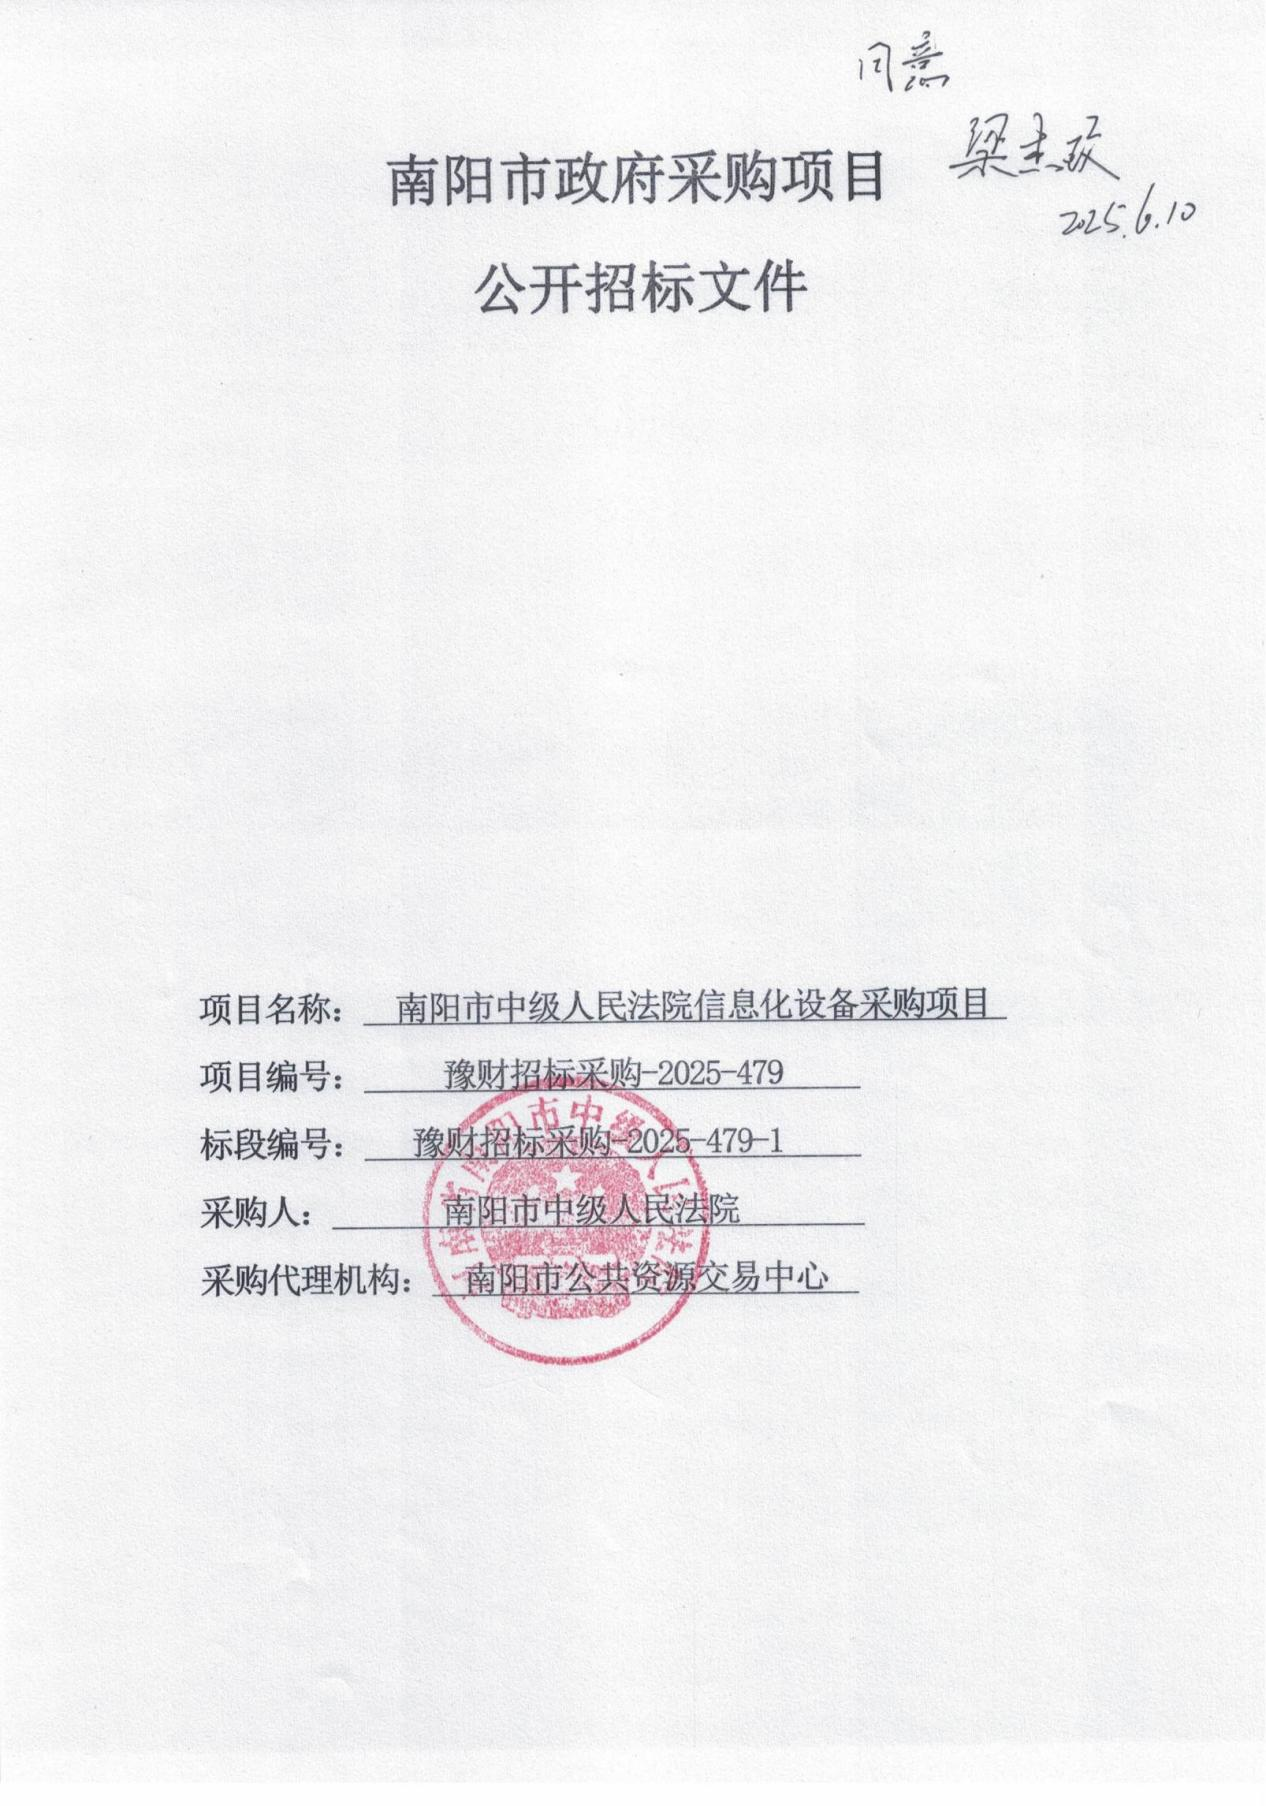 同意
南阳市政府采购项目
2025.6.10
公开招标文件
项目名称： 南阳市中级人民法院信息化设备采购项目
项目编号： 豫财招标采购-2025-479
标段编号： 豫财招标采购-2025-479-1
采购人： 南阳市中级人民法院
采购代理机构： 南阳市公共资源交易中心